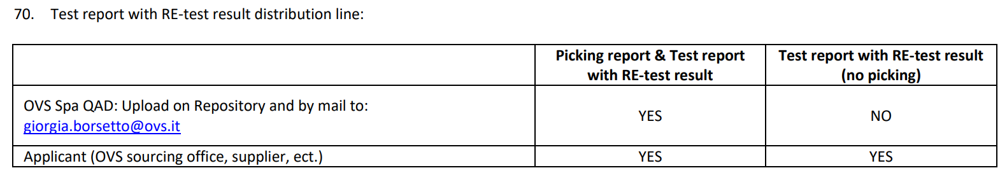 70. Test report with RE-test result distribution line:
Picking report & Test report with RE-test result
Test report with RE-test result (no picking)
OVS Spa QAD: Upload on Repository and by mail to:
giorgia.borsetto@ovs.it
YES
NO
Applicant (OVS sourcing office, supplier, ect.)
YES
YES